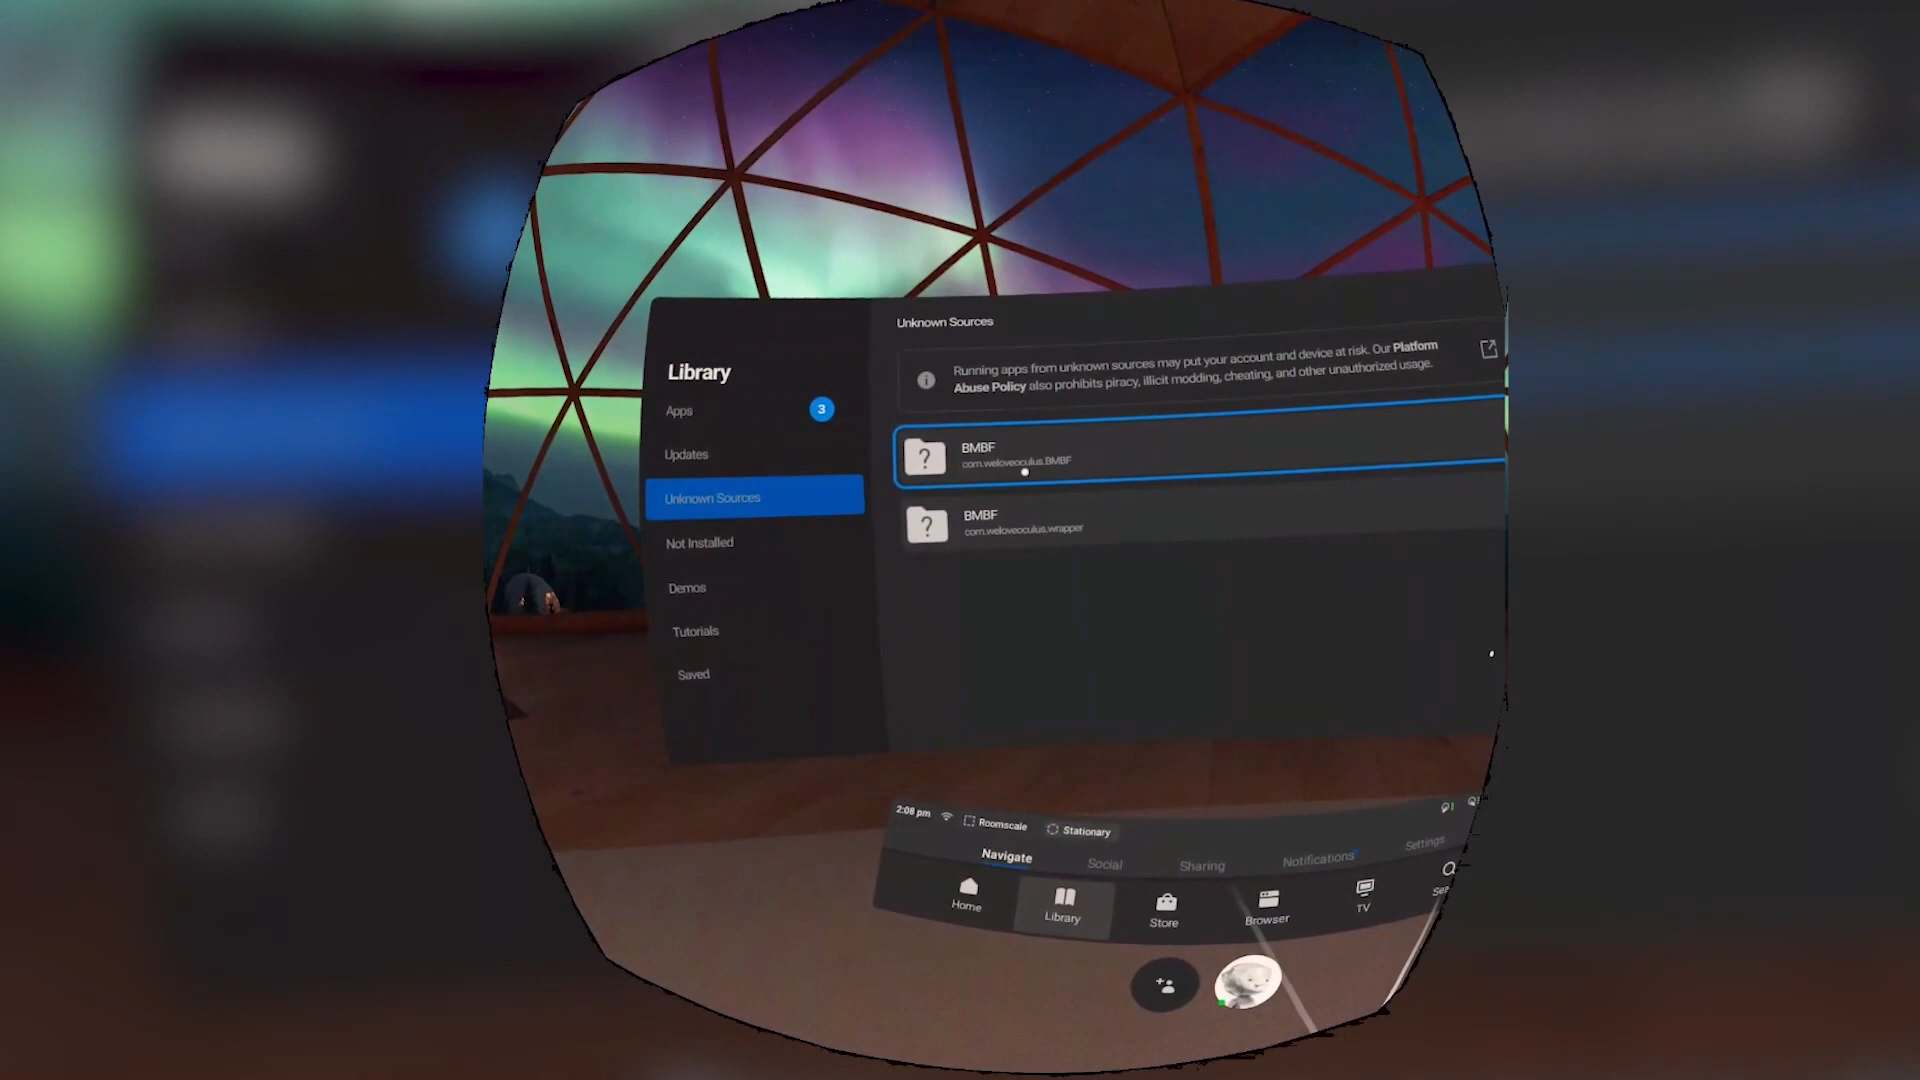 Unknown Sources
Running apps from unknown sources may put your account and device at risk. Our Platform
Abuse Policy also prohibits piracy, illicit modding, cheating, and other unauthorized usage.
Library
Apps
3
Updates
Unknown Sources
Not Installed
Demos
Tutorials
Saved
BMBF
com.weloveoculus.BMBF
BMBF
com.weloveoculus.wrapper
2:08 pm
Roomscale
Stationary
Navigate
Social
Sharing
Notifications
Settings
Home
Library
Store
Browser
TV